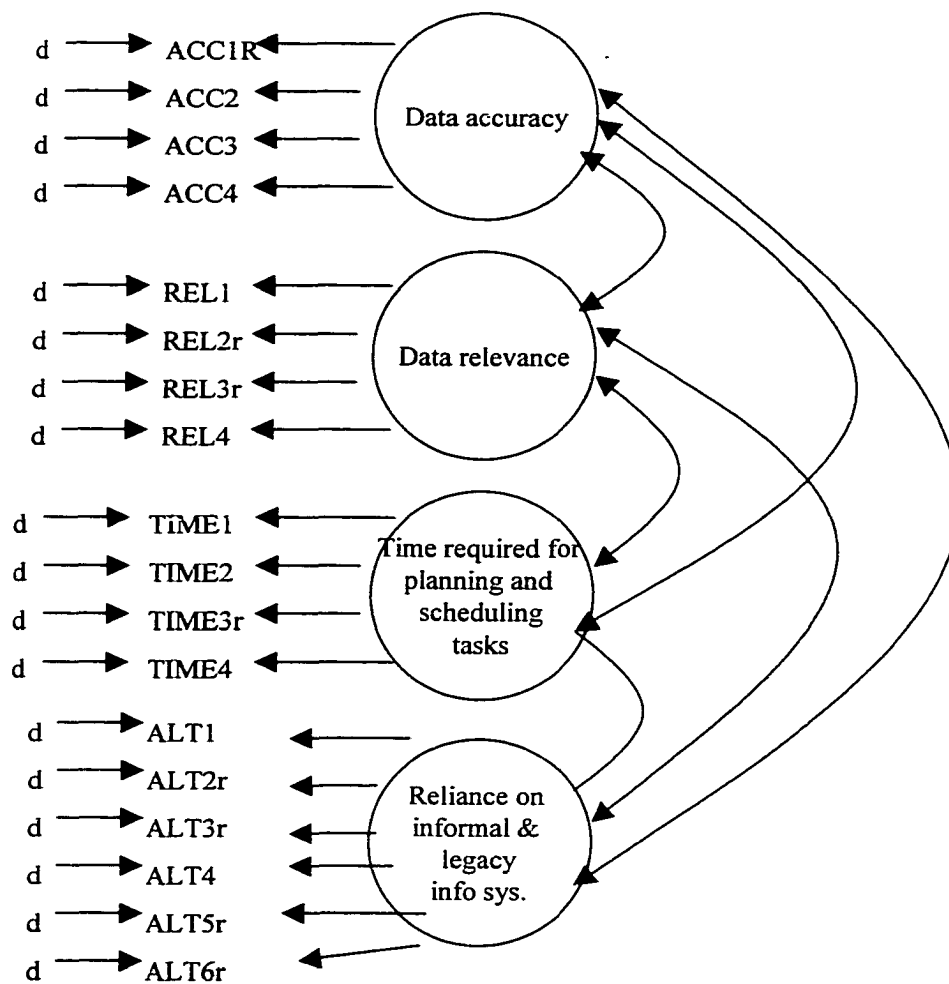 d ACC1R
d ACC2
Data accuracy
d ACC3
d ACC4
d REL1
d REL2r
Data relevance
d REL3r
d REL4
d TiME1
d TIME2
d TIME3r
d TIME4
Time required for
planning and
scheduling
tasks
d ALT1
d ALT2r
d ALT3r
d ALT4
d ALT5r
d ALT6r
Reliance on
informal &
legacy
info sys.